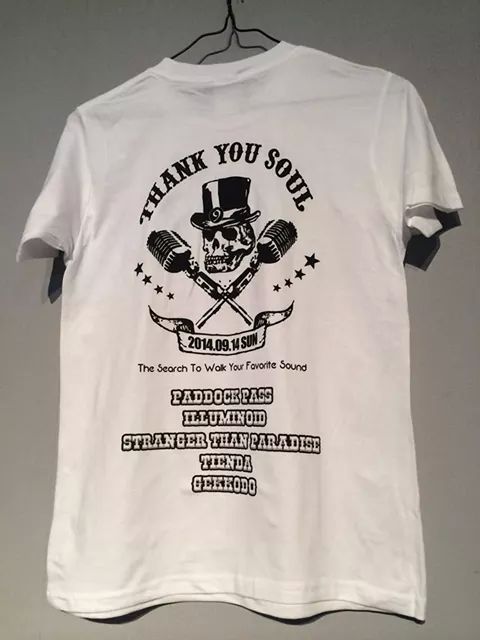 THANK YOU SOUL
9
2014.09.14 SUN
The Search To Walk Your Favorite Sound
PADDOCK PASS
ILLUMINOID
STRANGER THAN PARADISE
TIENDA
GEKKODO